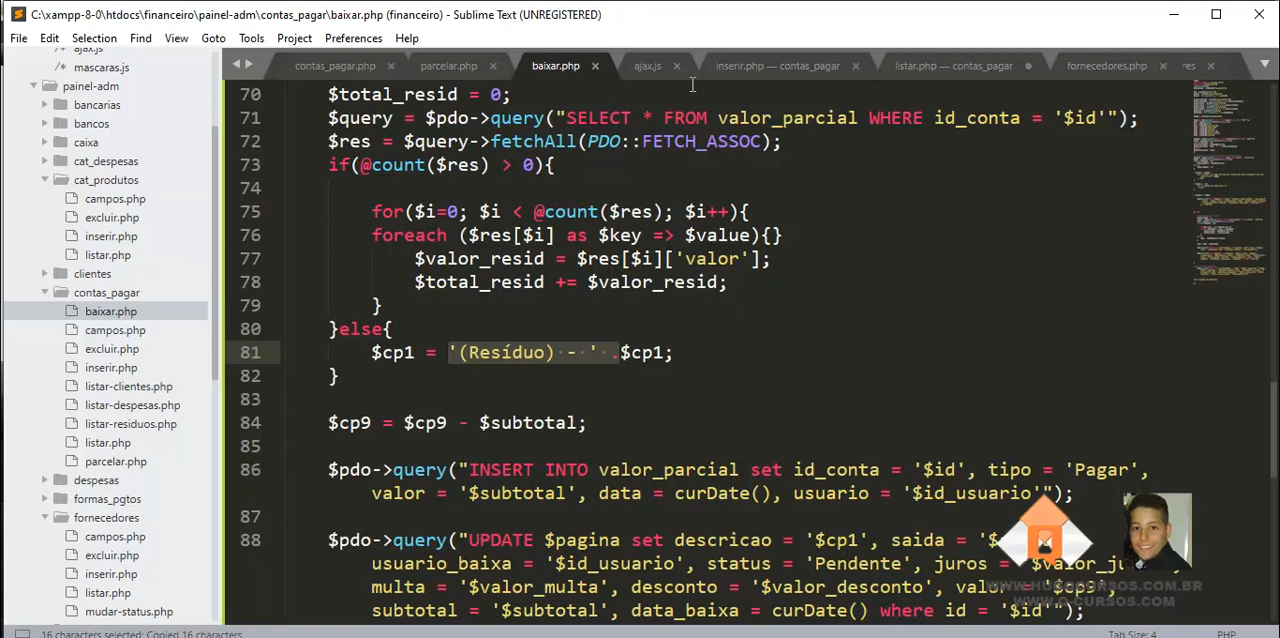 C:\xampp-8-0\htdocs\financeiro\painel-adm\contas_pagar\baixar.php (financeiro) - Sublime Text (UNREGISTERED)
File Edit Selection Find View Goto Tools Project Preferences Help
contas_pagar.php parcelar.php baixar.php ajax.js inserir.php — contas_pagar listar.php — contas_pagar fornecedores.php res
ajax.js
mascaras.js
painel-adm
bancarias
bancos
caixa
cat_despesas
cat_produtos
campos.php
excluir.php
inserir.php
listar.php
clientes
contas_pagar
baixar.php
campos.php
excluir.php
inserir.php
listar-clientes.php
listar-despesas.php
listar-residuos.php
listar.php
parcelar.php
despesas
formas_pgtos
fornecedores
campos.php
excluir.php
inserir.php
listar.php
mudar-status.php
70 $total_resid = 0;
71 $query = $pdo->query("SELECT * FROM valor_parcial WHERE id_conta = '$id'");
72 $res = $query->fetchAll(PDO::FETCH_ASSOC);
73 if(@count($res) > 0){
74
75 for($i=0; $i < @count($res); $i++){
76 foreach ($res[$i] as $key => $value){}
77 $valor_resid = $res[$i]['valor'];
78 $total_resid += $valor_resid;
79 }
80 }else{
81 $cp1 = '(Resíduo) - ' .$cp1;
82 }
83
84 $cp9 = $cp9 - $subtotal;
85
86 $pdo->query("INSERT INTO valor_parcial set id_conta = '$id', tipo = 'Pagar',
valor = '$subtotal', data = curDate(), usuario = '$id_usuario'");
87
88 $pdo->query("UPDATE $pagina set descricao = '$cp1', saida =
usuario_baixa = '$id_usuario', status = 'Pendente', juros = '$valor_ju
multa = '$valor_multa', desconto = '$valor_desconto', valor = '$cp9',
subtotal = '$subtotal', data_baixa = curDate() where id = '$id'");
WWW.HUGOCURSOS.COM.BR
WWW.Q-CURSOS.COM
16 characters selected: Copied 16 characters Tab Size: 4 PHP